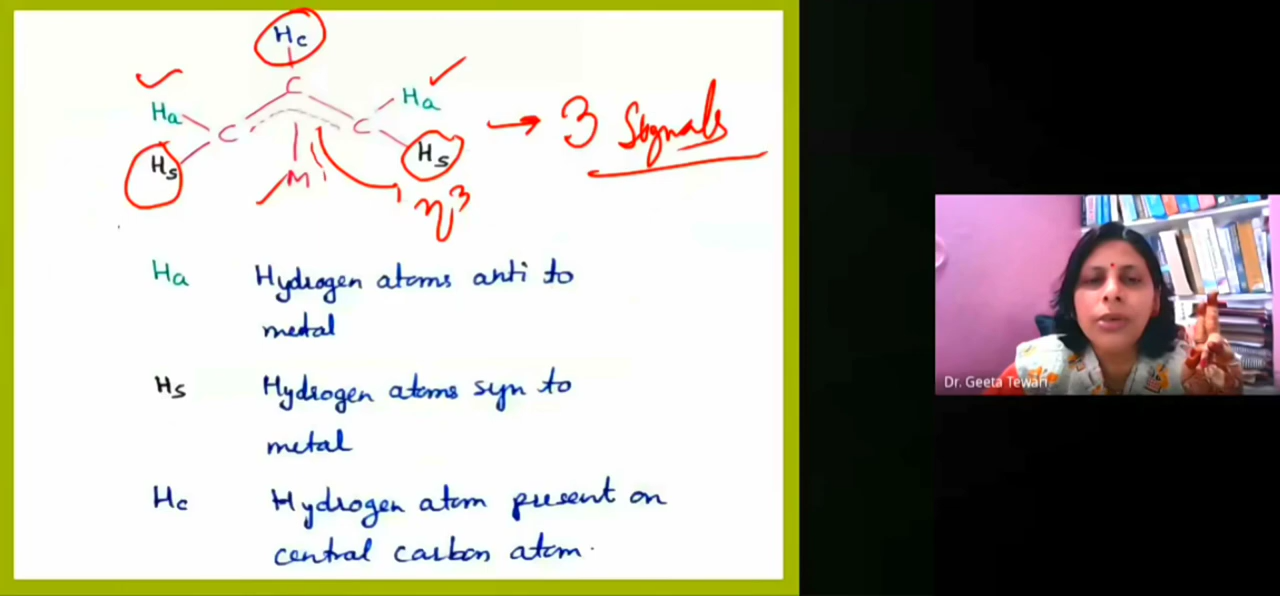 Hc
C
Ha
Ha
C
C
Hs
Hs
M
η³
→ 3 Signals
Ha Hydrogen atoms anti to
metal
Hs Hydrogen atoms syn to
metal
Hc Hydrogen atom present on
central carbon atom.
Dr. Geeta Tewari